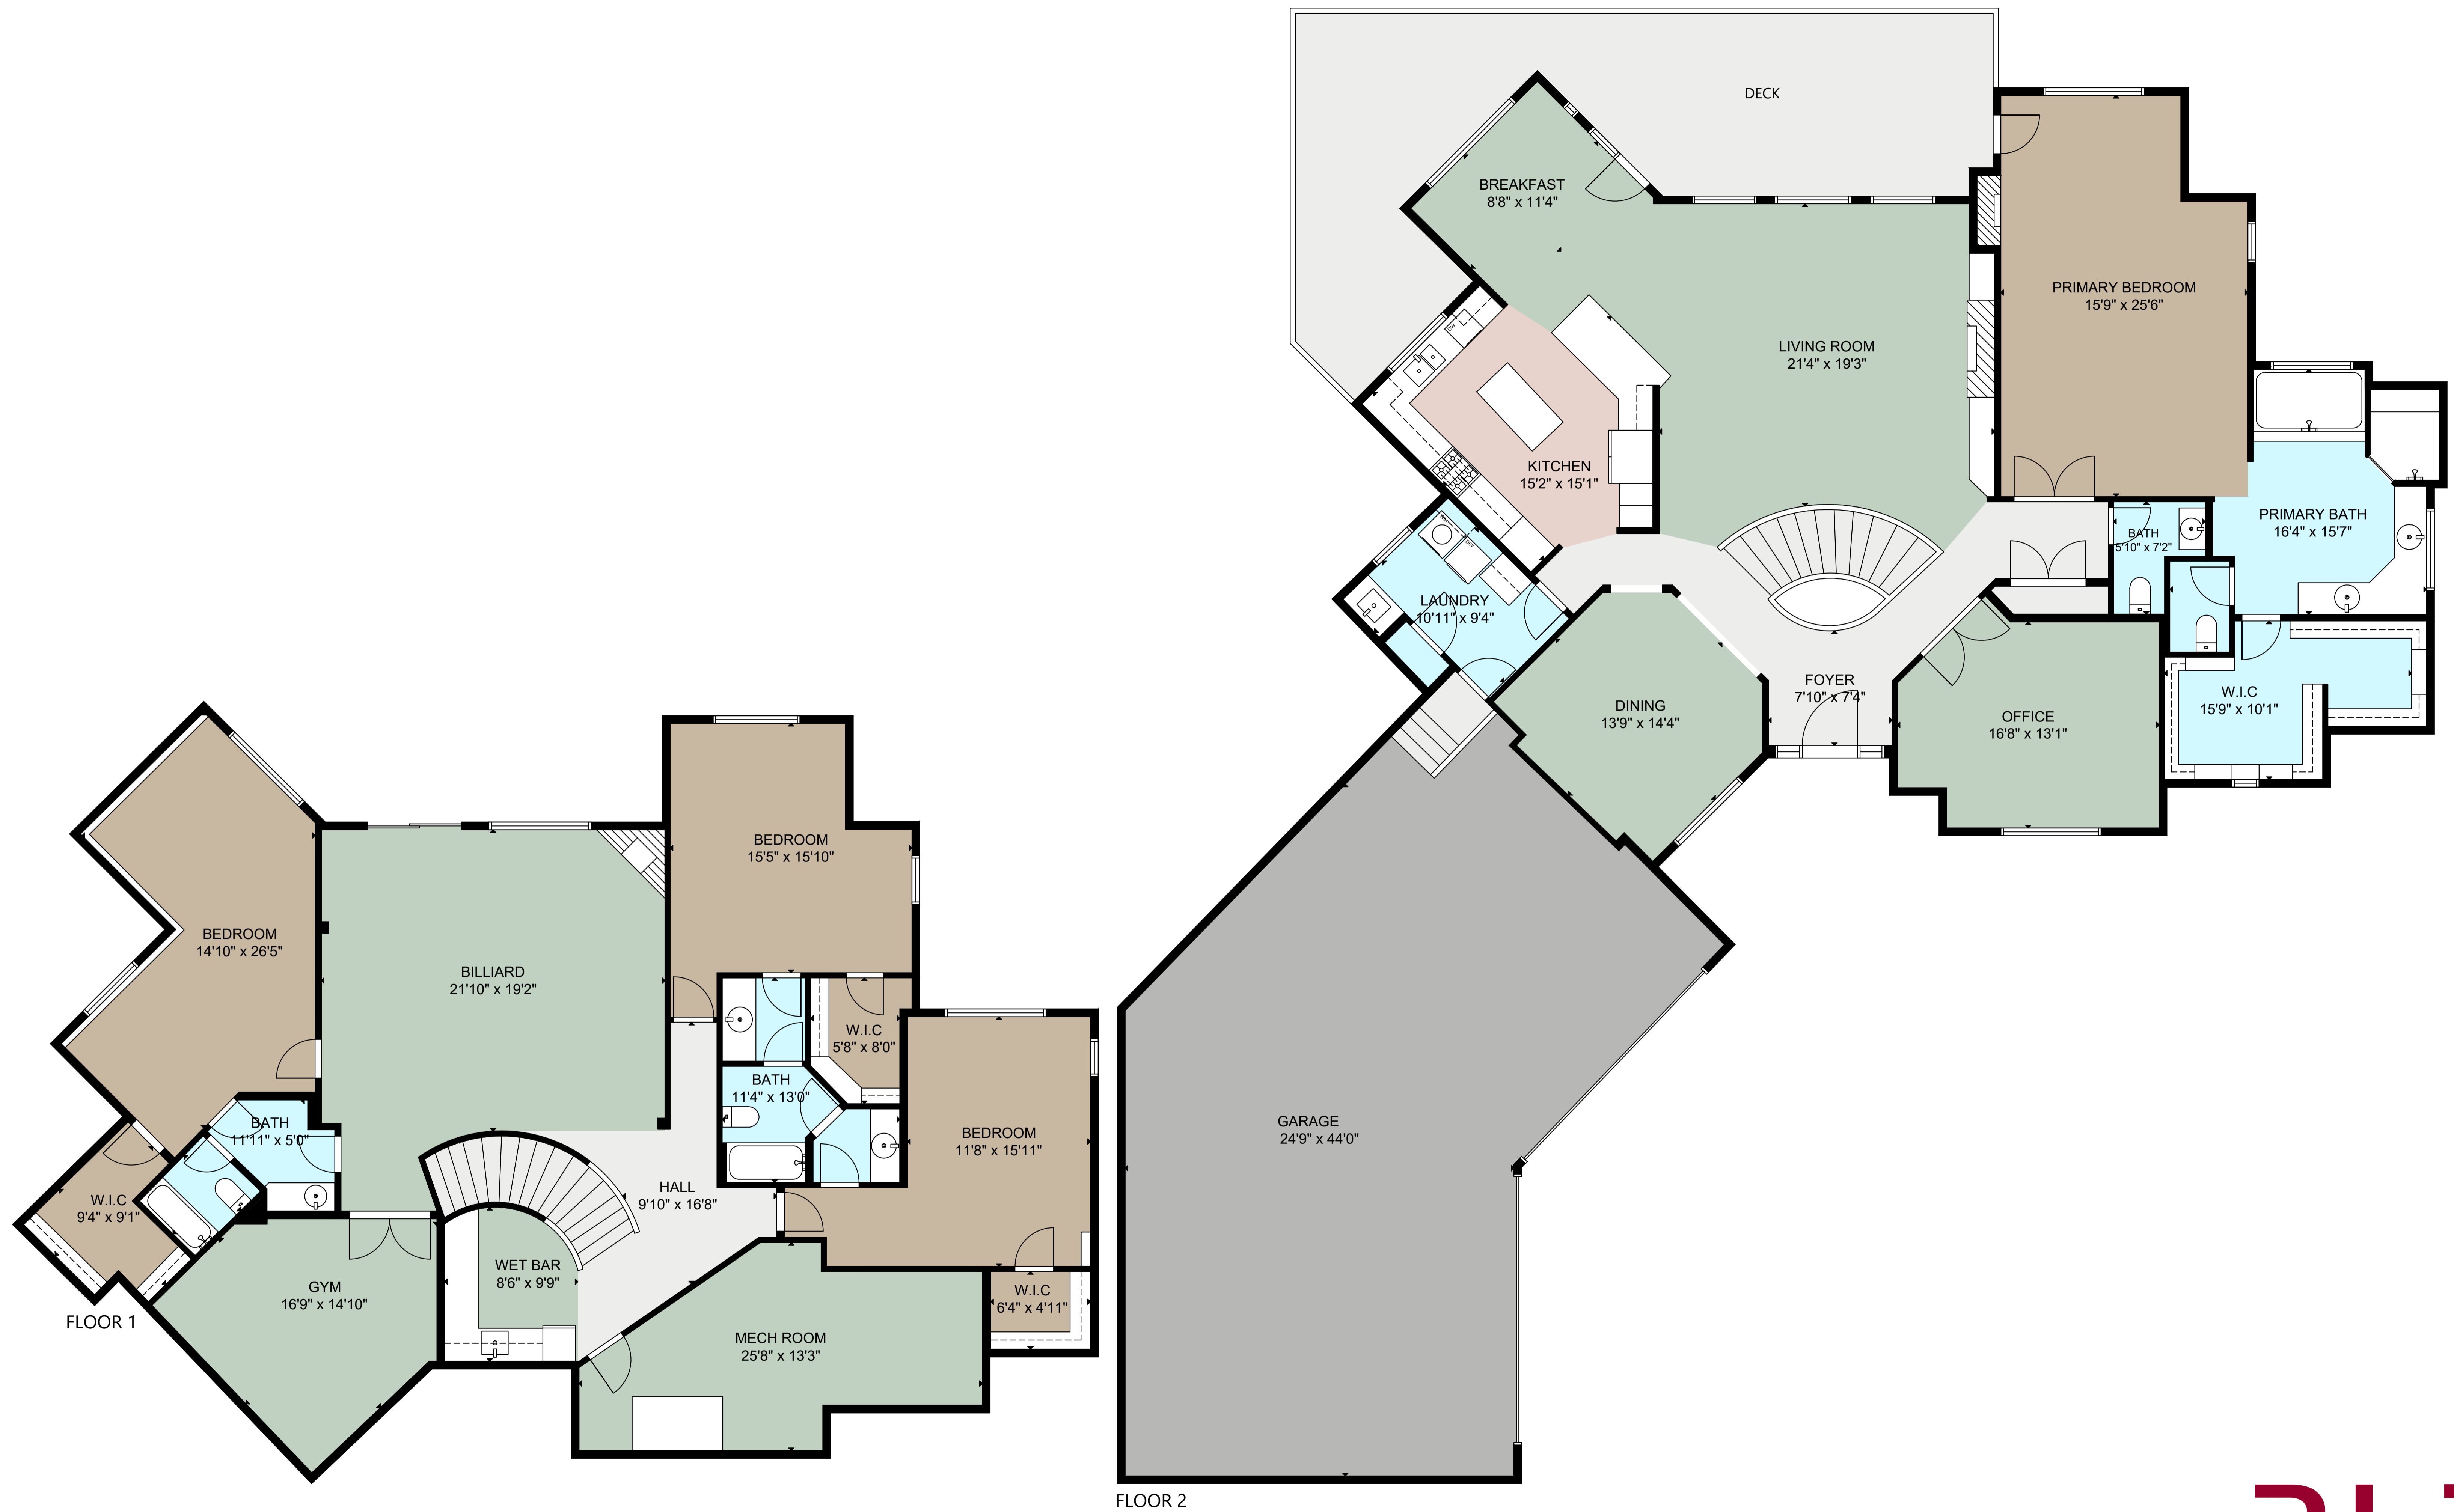 DECK
BREAKFAST
8'8" x 11'4"
PRIMARY BEDROOM
15'9" x 25'6"
LIVING ROOM
21'4" x 19'3"
KITCHEN
15'2" x 15'1"
PRIMARY BATH
16'4" x 15'7"
BATH
5'10" x 7'2"
LAUNDRY
10'11" x 9'4"
FOYER
7'10" x 7'4"
DINING
13'9" x 14'4"
OFFICE
16'8" x 13'1"
W.I.C
15'9" x 10'1"
GARAGE
24'9" x 44'0"
FLOOR 2
BEDROOM
15'5" x 15'10"
BEDROOM
14'10" x 26'5"
BILLIARD
21'10" x 19'2"
W.I.C
5'8" x 8'0"
BATH
11'4" x 13'0"
BATH
11'11" x 5'0"
BEDROOM
11'8" x 15'11"
W.I.C
9'4" x 9'1"
HALL
9'10" x 16'8"
WET BAR
8'6" x 9'9"
GYM
16'9" x 14'10"
W.I.C
6'4" x 4'11"
MECH ROOM
25'8" x 13'3"
FLOOR 1